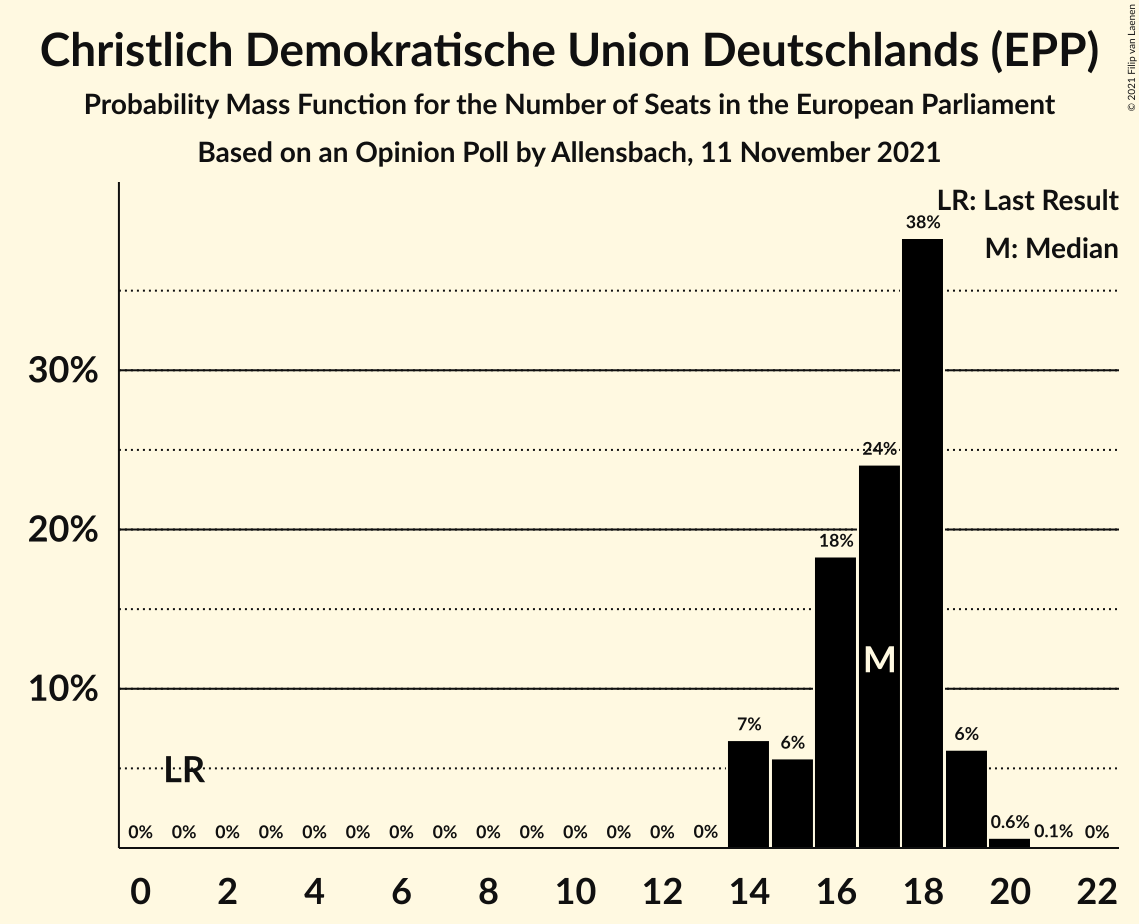 Christlich Demokratische Union Deutschlands (EPP)
Probability Mass Function for the Number of Seats in the European Parliament
Based on an Opinion Poll by Allensbach, 11 November 2021
© 2021 Filip van Laenen
LR: Last Result
M: Median
38%
30%
24%
20%
18%
M
10%
7%
6%
6%
LR
0% 0% 0% 0% 0% 0% 0% 0% 0% 0% 0% 0% 0% 0% 0.6% 0.1% 0%
0 2 4 6 8 10 12 14 16 18 20 22